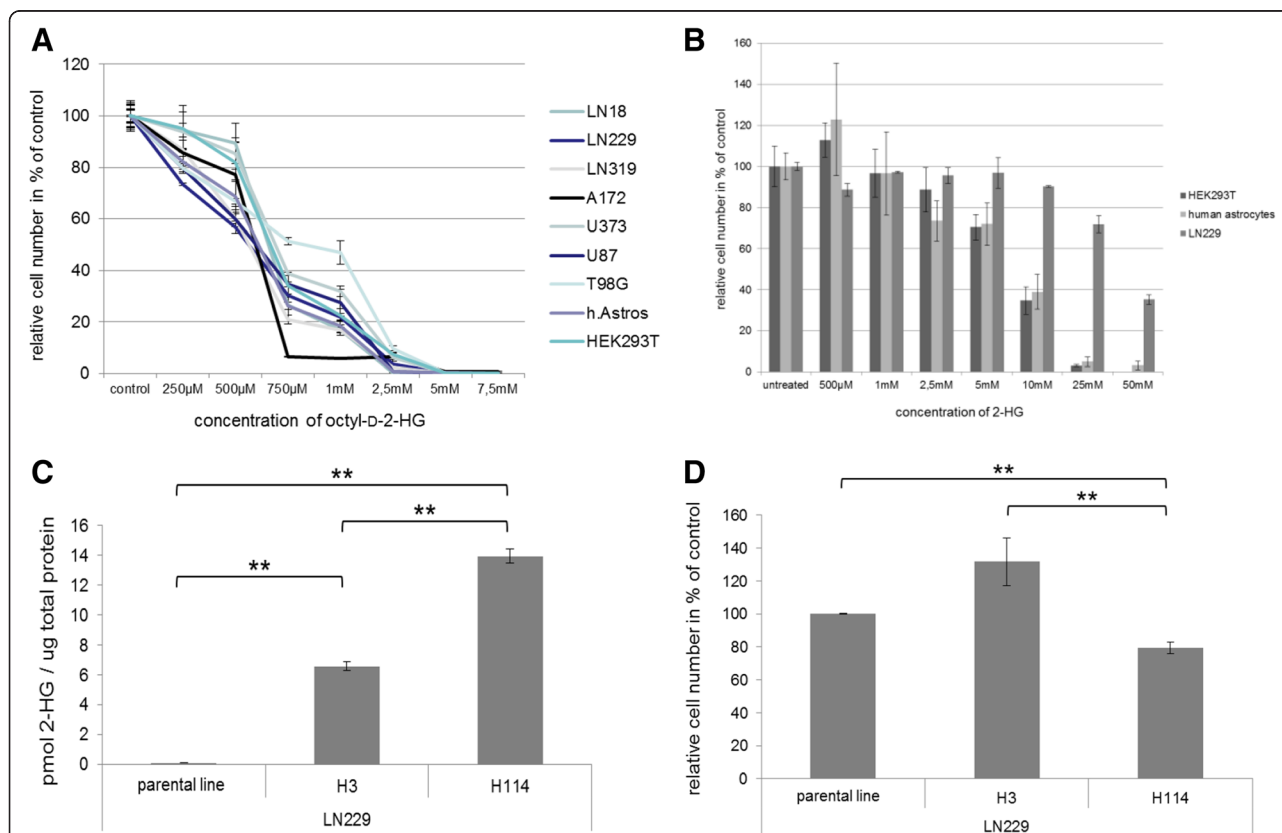 A
relative cell number in % of control
120
100
80
60
40
20
0
control 250µM 500µM 750µM 1mM 2,5mM 5mM 7,5mM
concentration of octyl-D-2-HG
LN18
LN229
LN319
A172
U373
U87
T98G
h.Astros
HEK293T
B
relative cell number in % of control
160
140
120
100
80
60
40
20
0
untreated 500µM 1mM 2,5mM 5mM 10mM 25mM 50mM
concentration of 2-HG
HEK293T
human astrocytes
LN229
C
**
**
**
pmol 2-HG / ug total protein
16
14
12
10
8
6
4
2
0
parental line H3 H114
LN229
D
**
**
relative cell number in % of control
160
140
120
100
80
60
40
20
0
parental line H3 H114
LN229